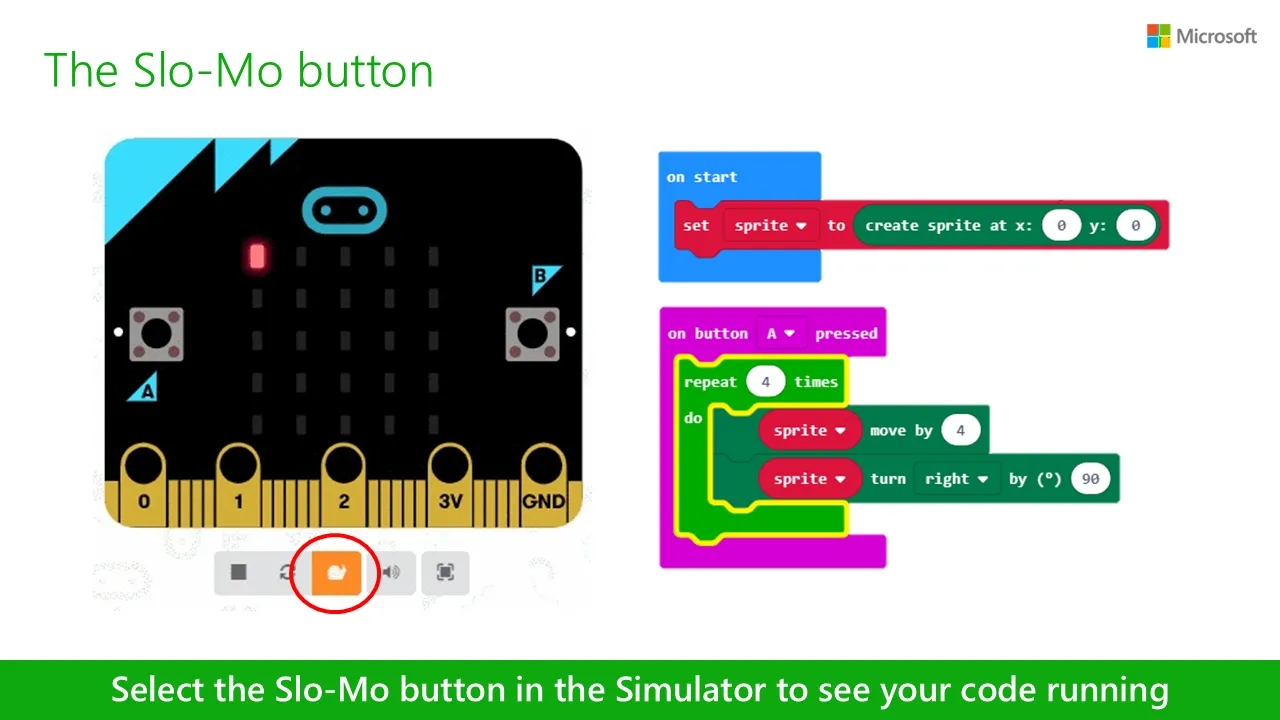 Microsoft
The Slo-Mo button
on start
set sprite to create sprite at x: 0 y: 0
B
A
on button A pressed
repeat 4 times
do
sprite move by 4
sprite turn right by (°) 90
0 1 2 3V GND
Select the Slo-Mo button in the Simulator to see your code running